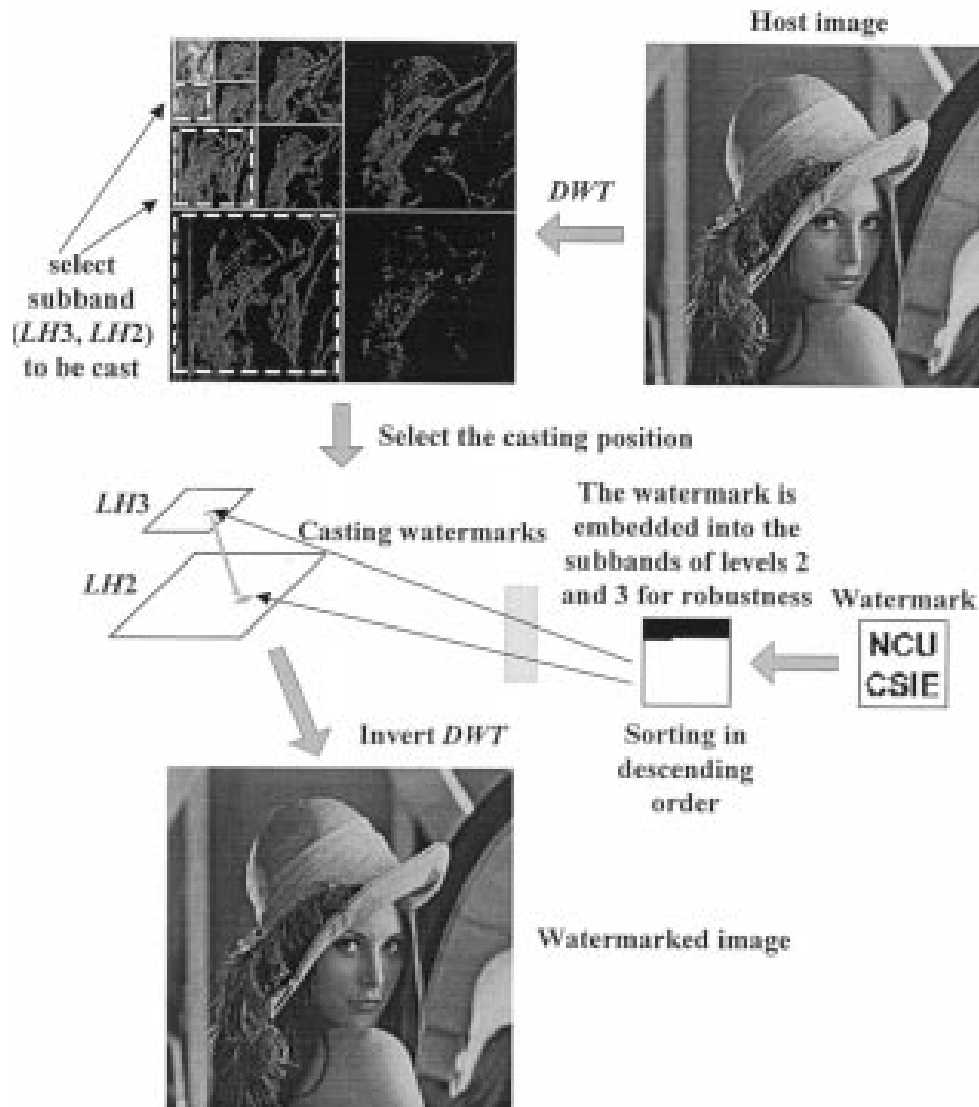 Host image
DWT
select
subband
(LH3, LH2)
to be cast
Select the casting position
LH3
Casting watermarks
LH2
The watermark is
embedded into the
subbands of levels 2
and 3 for robustness
Watermark
NCU
CSIE
Sorting in
descending
order
Invert DWT
Watermarked image